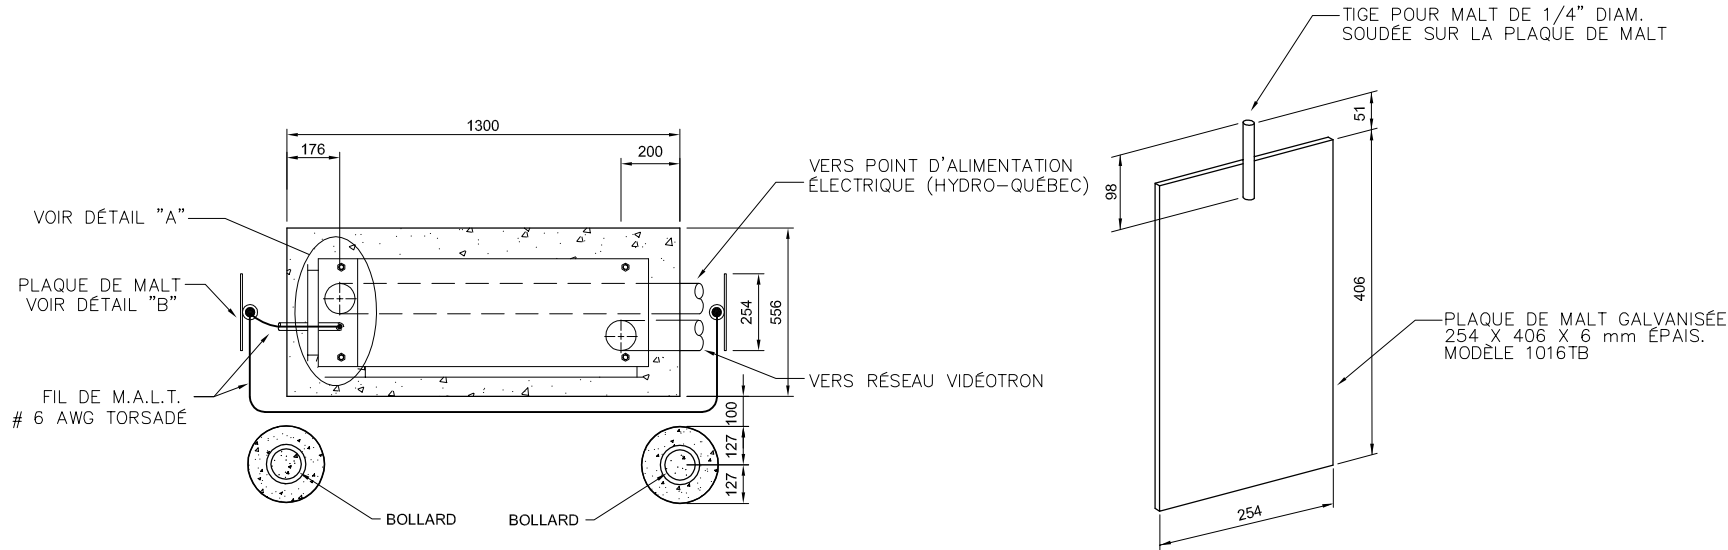 TIGE POUR MALT DE 1/4" DIAM.
SOUDÉE SUR LA PLAQUE DE MALT
51
98
406
254
PLAQUE DE MALT GALVANISÉE
254 X 406 X 6 mm ÉPAIS.
MODÈLE 1016TB
1300
176
200
VERS POINT D'ALIMENTATION
ÉLECTRIQUE (HYDRO-QUÉBEC)
VOIR DÉTAIL "A"
PLAQUE DE MALT
VOIR DÉTAIL "B"
254
556
VERS RÉSEAU VIDÉOTRON
FIL DE M.A.L.T.
# 6 AWG TORSADÉ
100
127
127
BOLLARD
BOLLARD